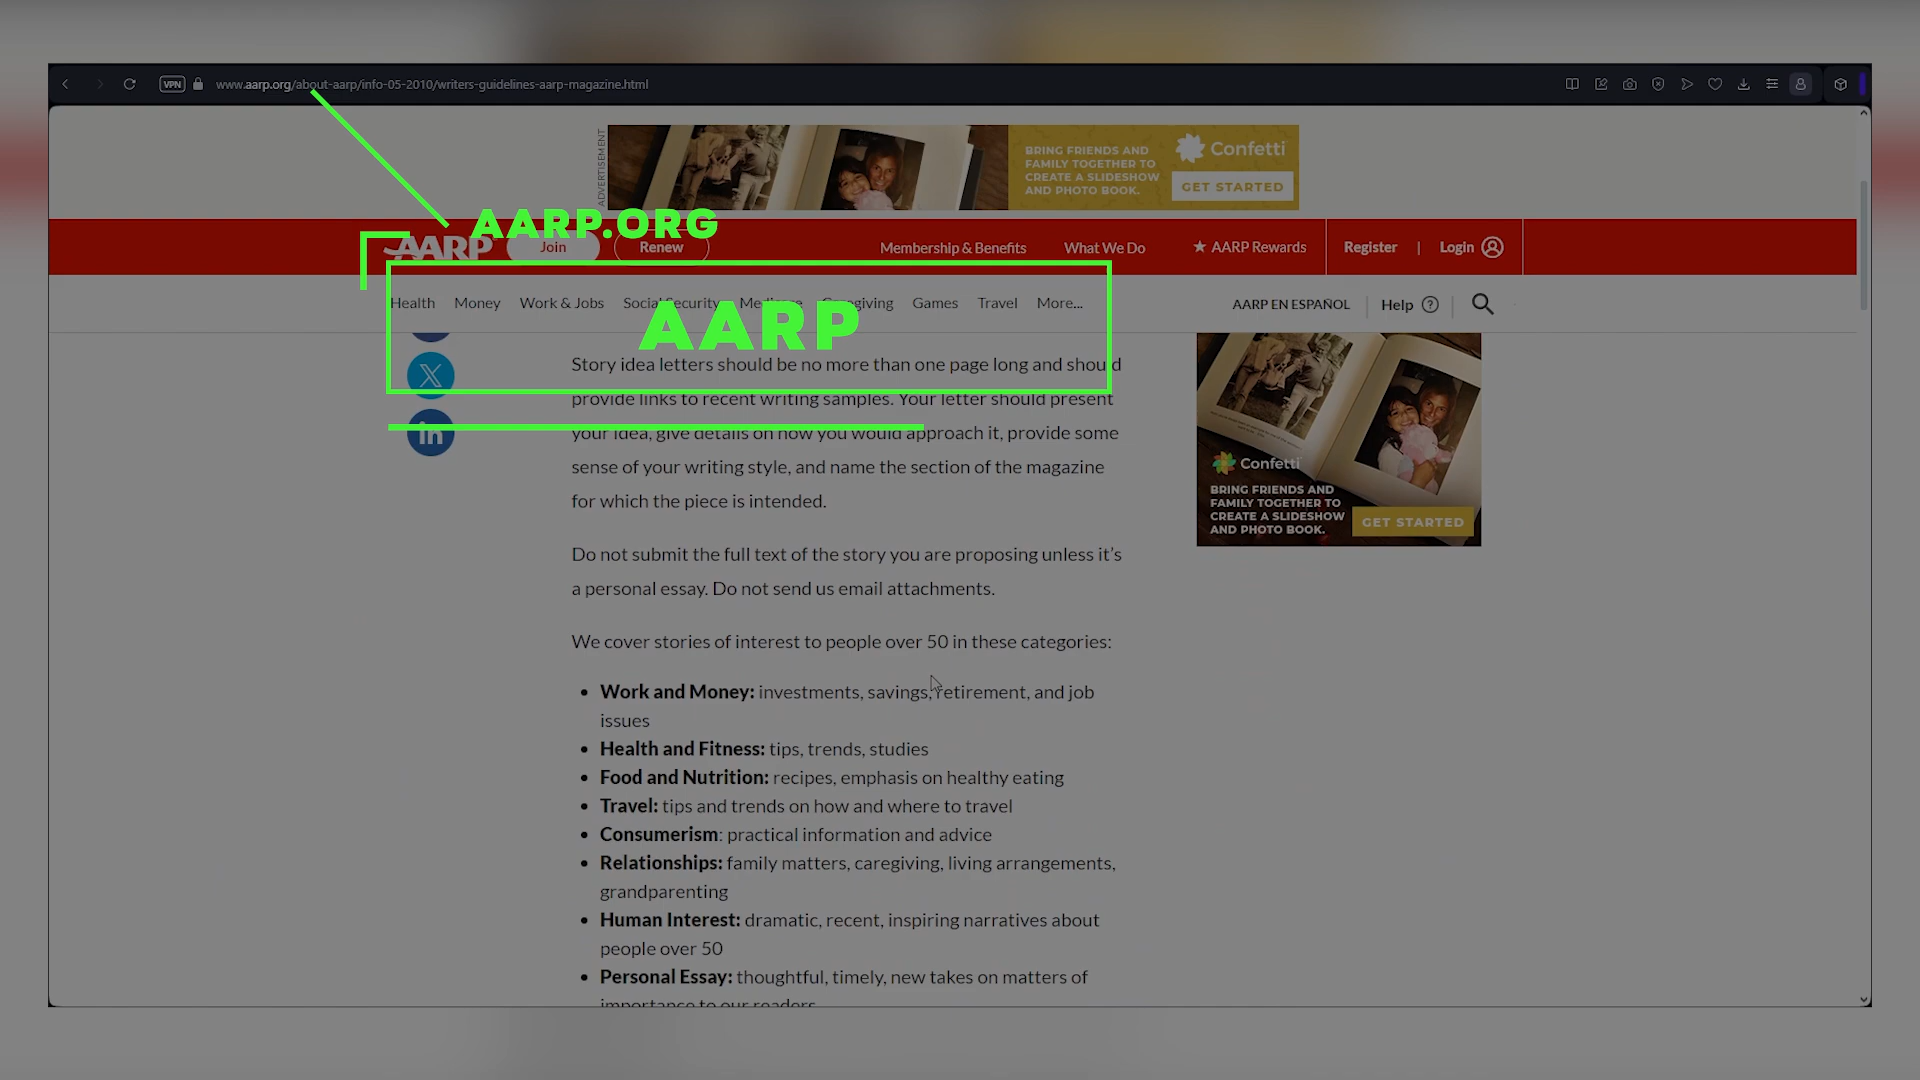 VPN www.aarp.org/about-aarp/info-05-2010/writers-guidelines-aarp-magazine.html
ADVERTISEMENT
BRING FRIENDS AND
FAMILY TOGETHER TO
CREATE A SLIDESHOW
AND PHOTO BOOK.
Confetti
GET STARTED
AARP.ORG
AARP Join Renew Membership & Benefits What We Do ★ AARP Rewards Register | Login
Health Money Work & Jobs Social Security Medicare Caregiving Games Travel More... AARP EN ESPAÑOL Help ?
AARP
Story idea letters should be no more than one page long and should
provide links to recent writing samples. Your letter should present
your idea, give details on how you would approach it, provide some
sense of your writing style, and name the section of the magazine
for which the piece is intended.
X
in
Confetti
BRING FRIENDS AND
FAMILY TOGETHER TO
CREATE A SLIDESHOW
AND PHOTO BOOK.
GET STARTED
Do not submit the full text of the story you are proposing unless it’s
a personal essay. Do not send us email attachments.
We cover stories of interest to people over 50 in these categories:
• Work and Money: investments, savings, retirement, and job
issues
• Health and Fitness: tips, trends, studies
• Food and Nutrition: recipes, emphasis on healthy eating
• Travel: tips and trends on how and where to travel
• Consumerism: practical information and advice
• Relationships: family matters, caregiving, living arrangements,
grandparenting
• Human Interest: dramatic, recent, inspiring narratives about
people over 50
• Personal Essay: thoughtful, timely, new takes on matters of
importance to our readers